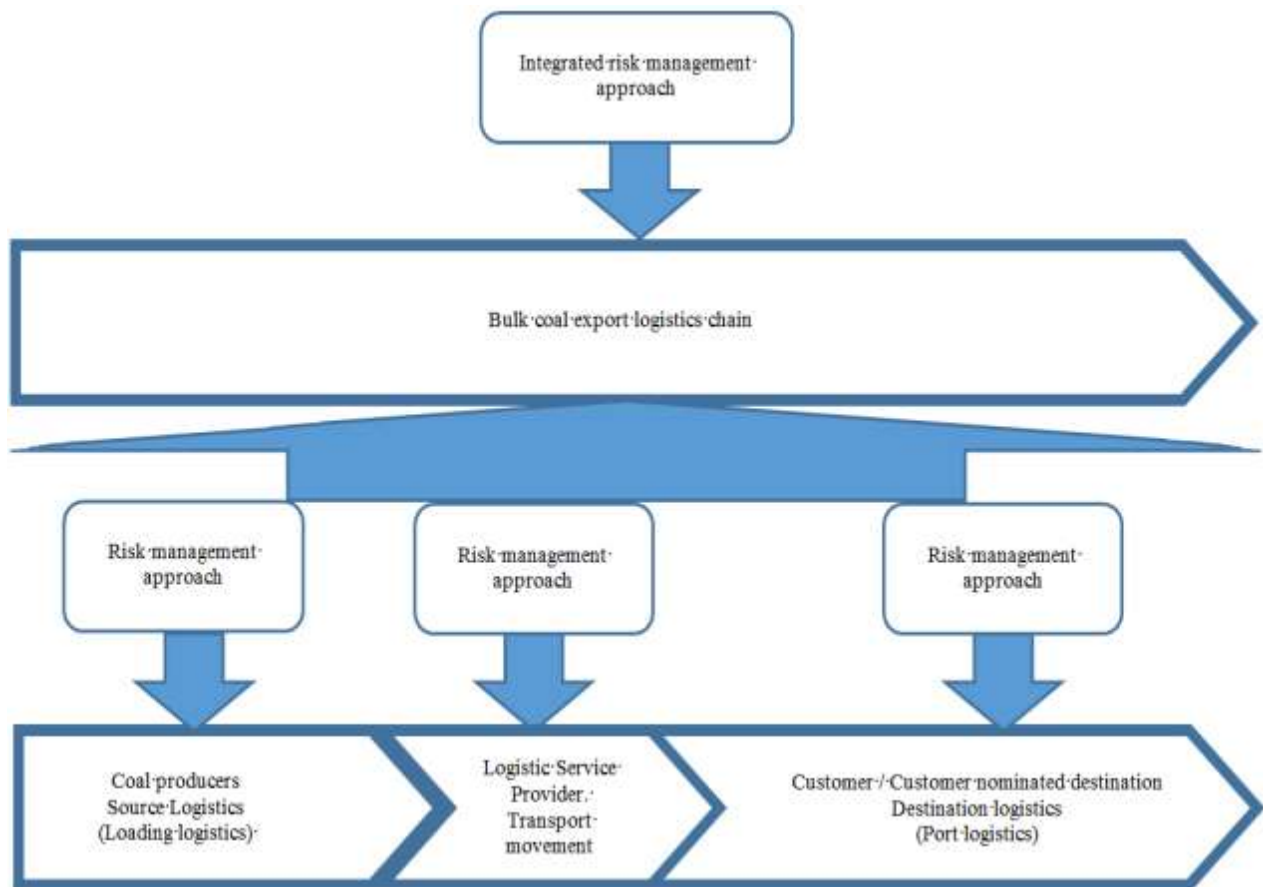 Integrated·risk·management·
approach
Bulk·coal·export·logistics·chain
Risk·management·
approach
Risk·management·
approach
Risk·management·
approach
Coal·producers
Source·Logistics
(Loading·logistics)·
Logistic·Service·
Provider.·
Transport·
movement
Customer·/·Customer·nominated·destination
Destination·logistics
(Port·logistics)